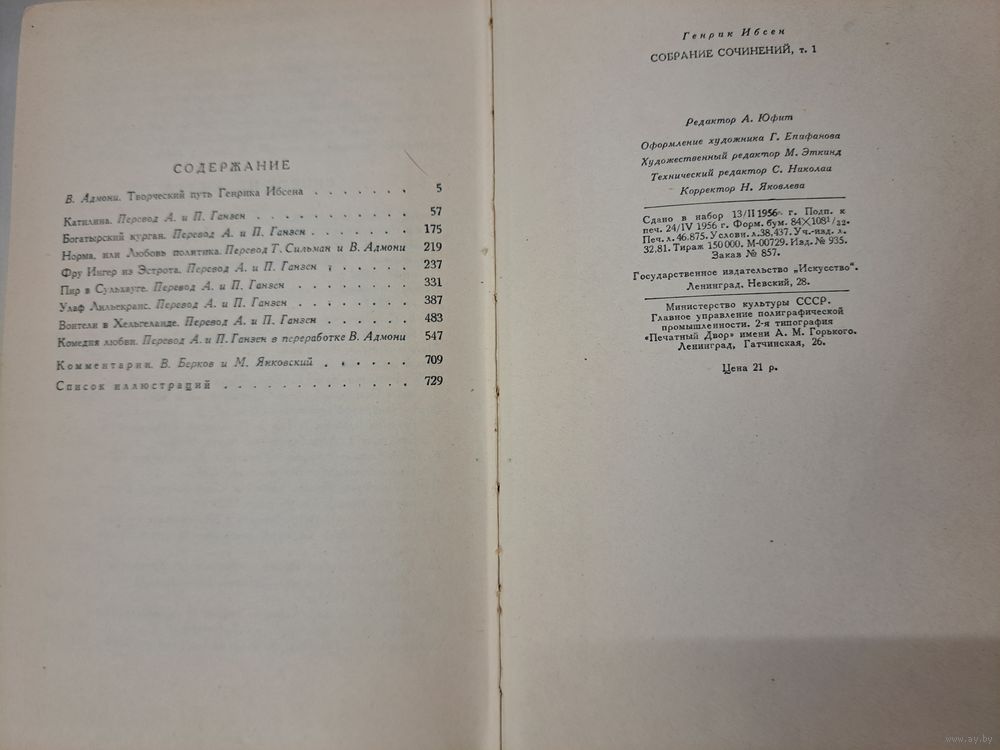 СОДЕРЖАНИЕ
В. Адмони. Творческий путь Генрика Ибсена . . . . . . . 5
Катилина. Перевод А. и П. Ганзен . . . . . . . . . . . 57
Богатырский курган. Перевод А. и П. Ганзен . . . . . . . 175
Норма, или Любовь политика. Перевод Т. Сильман и В. Адмони 219
Фру Ингер из Эстрота. Перевод А. и П. Ганзен . . . . . . 237
Пир в Сульхауге. Перевод А. и П. Ганзен . . . . . . . . 331
Улаф Лильекранс. Перевод А. и П. Ганзен . . . . . . . . 387
Воители в Хельгеланде. Перевод А. и П. Ганзен . . . . . . 483
Комедия любви. Перевод А. и П. Ганзен в переработке В. Адмони 547
Комментарии. В. Берков и М. Янковский . . . . . . 709
Список иллюстраций . . . . . . . . . . . . 729
Генрик Ибсен
СОБРАНИЕ СОЧИНЕНИЙ, т. 1
Редактор А. Юфит
Оформление художника Г. Епифанова
Художественный редактор М. Эткинд
Технический редактор С. Николаи
Корректор Н. Яковлева
Сдано в набор 13/II 1956 г. Подп. к
печ. 24/IV 1956 г. Форм. бум. 84×108¹/₃₂.
Печ. л. 46.875. Условн. л. 38,437. Уч.-изд. л.
32.81. Тираж 150 000. М-00729. Изд. № 935.
Заказ № 857.
Государственное издательство „Искусство“.
Ленинград, Невский, 28.
Министерство культуры СССР.
Главное управление полиграфической
промышленности. 2-я типография
«Печатный Двор» имени А. М. Горького.
Ленинград, Гатчинская, 26.
Цена 21 р.
www.ay.by